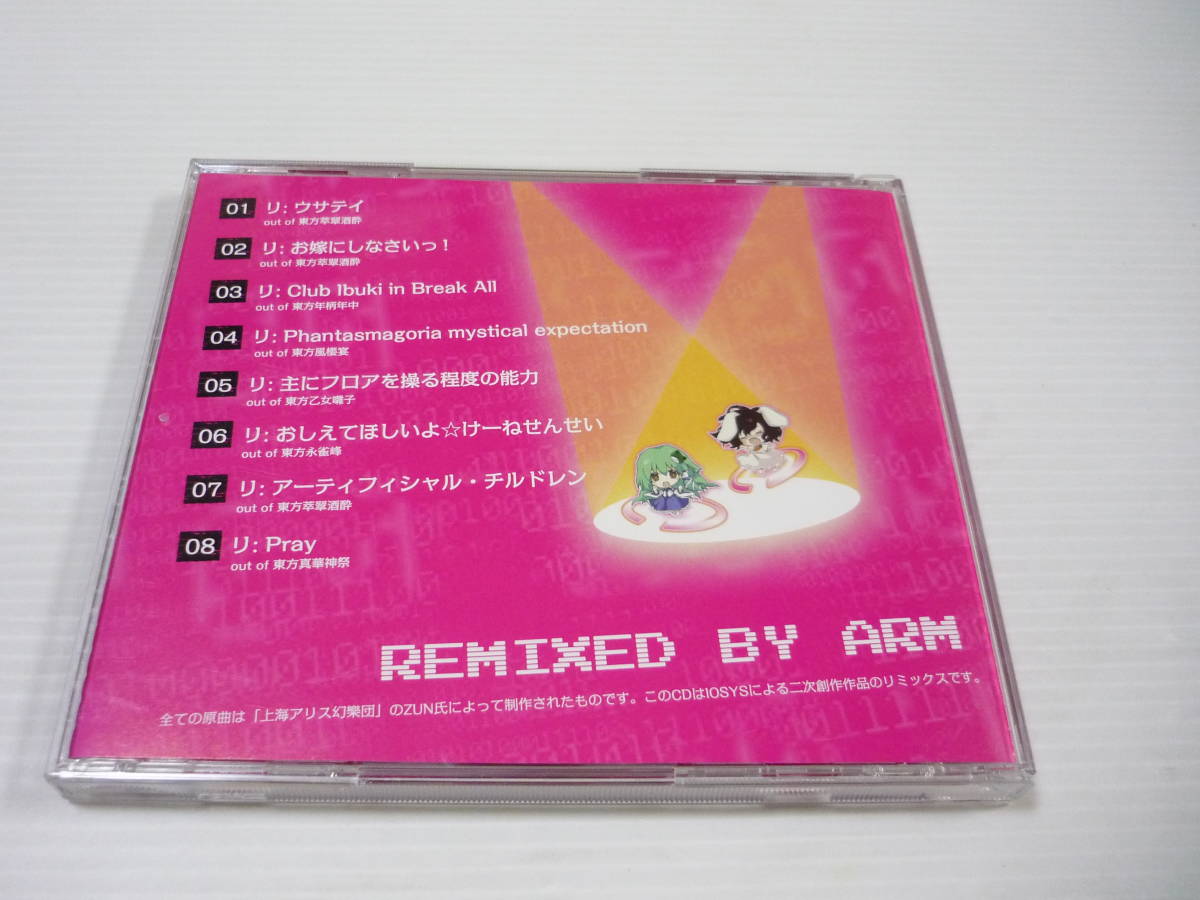 01 リ: ウサテイ
out of 東方萃翠酒酔
02 リ: お嫁にしなさいっ！
out of 東方萃翠酒酔
03 リ: Club Ibuki in Break All
out of 東方年柄年中
04 リ: Phantasmagoria mystical expectation
out of 東方風櫻宴
05 リ: 主にフロアを操る程度の能力
out of 東方乙女囃子
06 リ: おしえてほしいよ☆けーねせんせい
out of 東方永雀峰
07 リ: アーティフィシャル・チルドレン
out of 東方萃翠酒酔
08 リ: Pray
out of 東方真華神祭
REMIXED BY ARM
全ての原曲は「上海アリス幻樂団」のZUN氏によって制作されたものです。このCDはIOSYSによる二次創作作品のリミックスです。